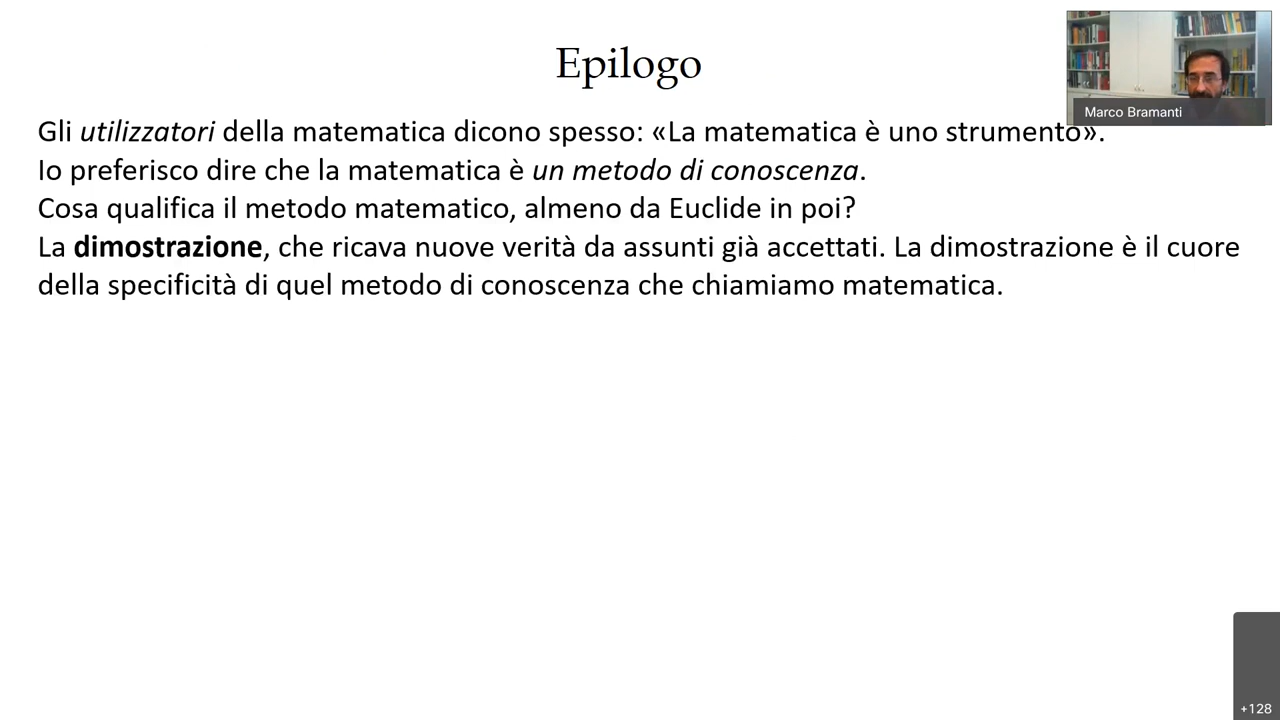 Epilogo
Marco Bramanti
Gli utilizzatori della matematica dicono spesso: «La matematica è uno strumento».
Io preferisco dire che la matematica è un metodo di conoscenza.
Cosa qualifica il metodo matematico, almeno da Euclide in poi?
La dimostrazione, che ricava nuove verità da assunti già accettati. La dimostrazione è il cuore
della specificità di quel metodo di conoscenza che chiamiamo matematica.
+128